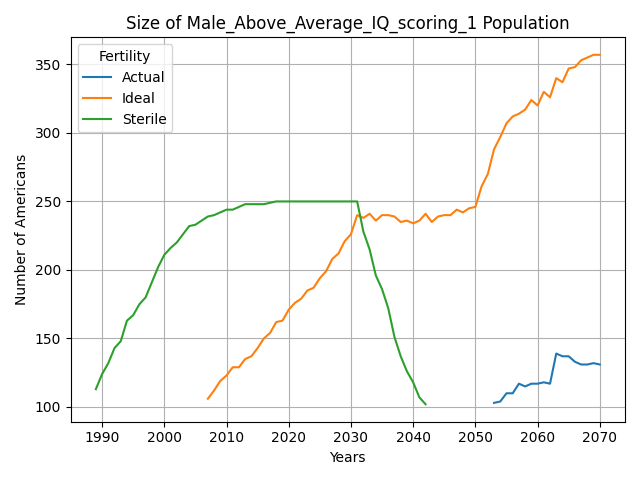 Size of Male_Above_Average_IQ_scoring_1 Population
Fertility
Actual
Ideal
Sterile
350
300
250
200
150
100
Number of Americans
1990 2000 2010 2020 2030 2040 2050 2060 2070
Years